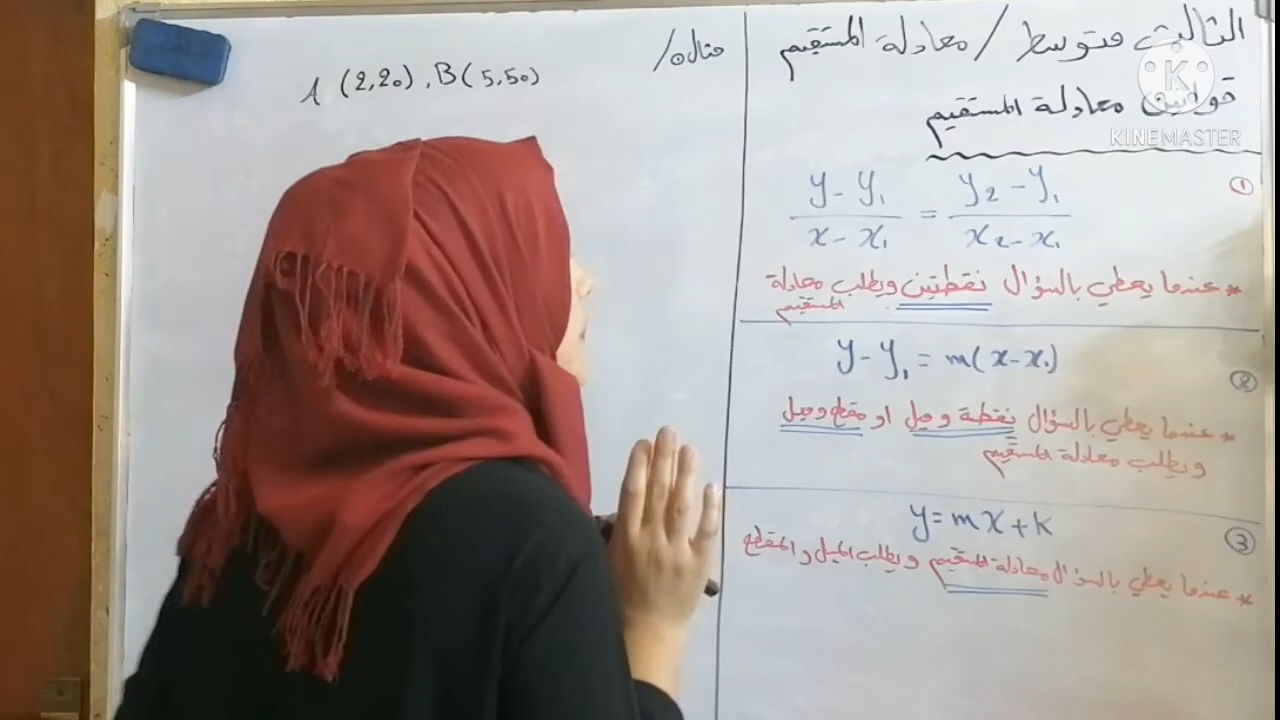 الثالث متوسط / معادلة المستقيم
قوانين معادلة المستقيم
KINEMASTER
①
y - y₁ / x - x₁ = y₂ - y₁ / x₂ - x₁
* عندما يعطي بالسؤال نقطتين ويطلب معادلة
المستقيم
②
y - y₁ = m(x - x₁)
* عندما يعطي بالسؤال نقطة وميل او مقطع وميل
ويطلب معادلة المستقيم
③
y = mx + k
* عندما يعطي بالسؤال معادلة المستقيم ويطلب الميل والمقطع
مثال /
A (2,20) , B (5,50)